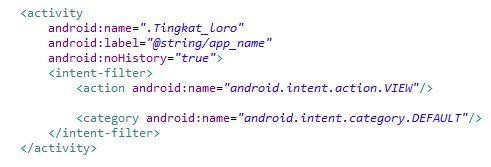 <activity
android:name=".Tingkat_loro"
android:label="@string/app_name"
android:noHistory="true">
<intent-filter>
<action android:name="android.intent.action.VIEW"/>
<category android:name="android.intent.category.DEFAULT"/>
</intent-filter>
</activity>